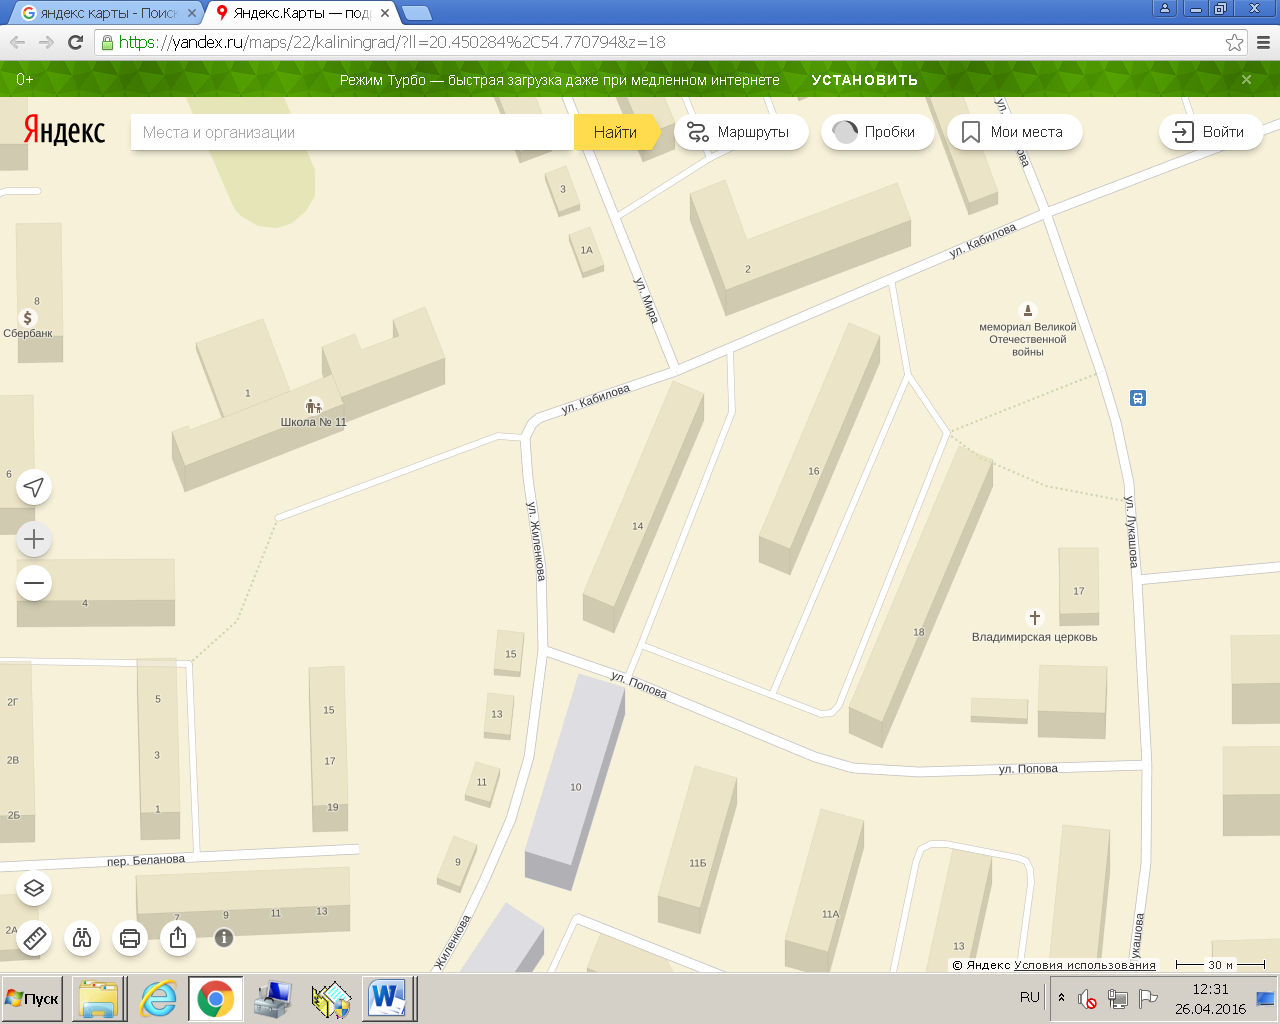 яндекс карты - Поиск
Яндекс.Карты — под
https://yandex.ru/maps/22/kaliningrad/?ll=20.450284%2C54.770794&z=18
0+
Режим Турбо — быстрая загрузка даже при медленном интернете
УСТАНОВИТЬ
Яндекс
Места и организации
Найти
Маршруты
Пробки
Мои места
Войти
3
1А
2
ул. Мира
ул. Кабилова
8
Сбербанк
мемориал Великой
Отечественной
войны
1
Школа № 11
ул. Кабилова
6
16
14
ул. Жиленкова
ул. Лукашова
4
17
Владимирская церковь
18
15
ул. Попова
2Г
5
15
13
2В
3
17
11
10
ул. Попова
2Б
1
19
9
11Б
пер. Беланова
7
9
11
13
2А
11А
13
Жиленкова
укашова
© Яндекс Условия использования
30 м
Пуск
RU
12:31
26.04.2016